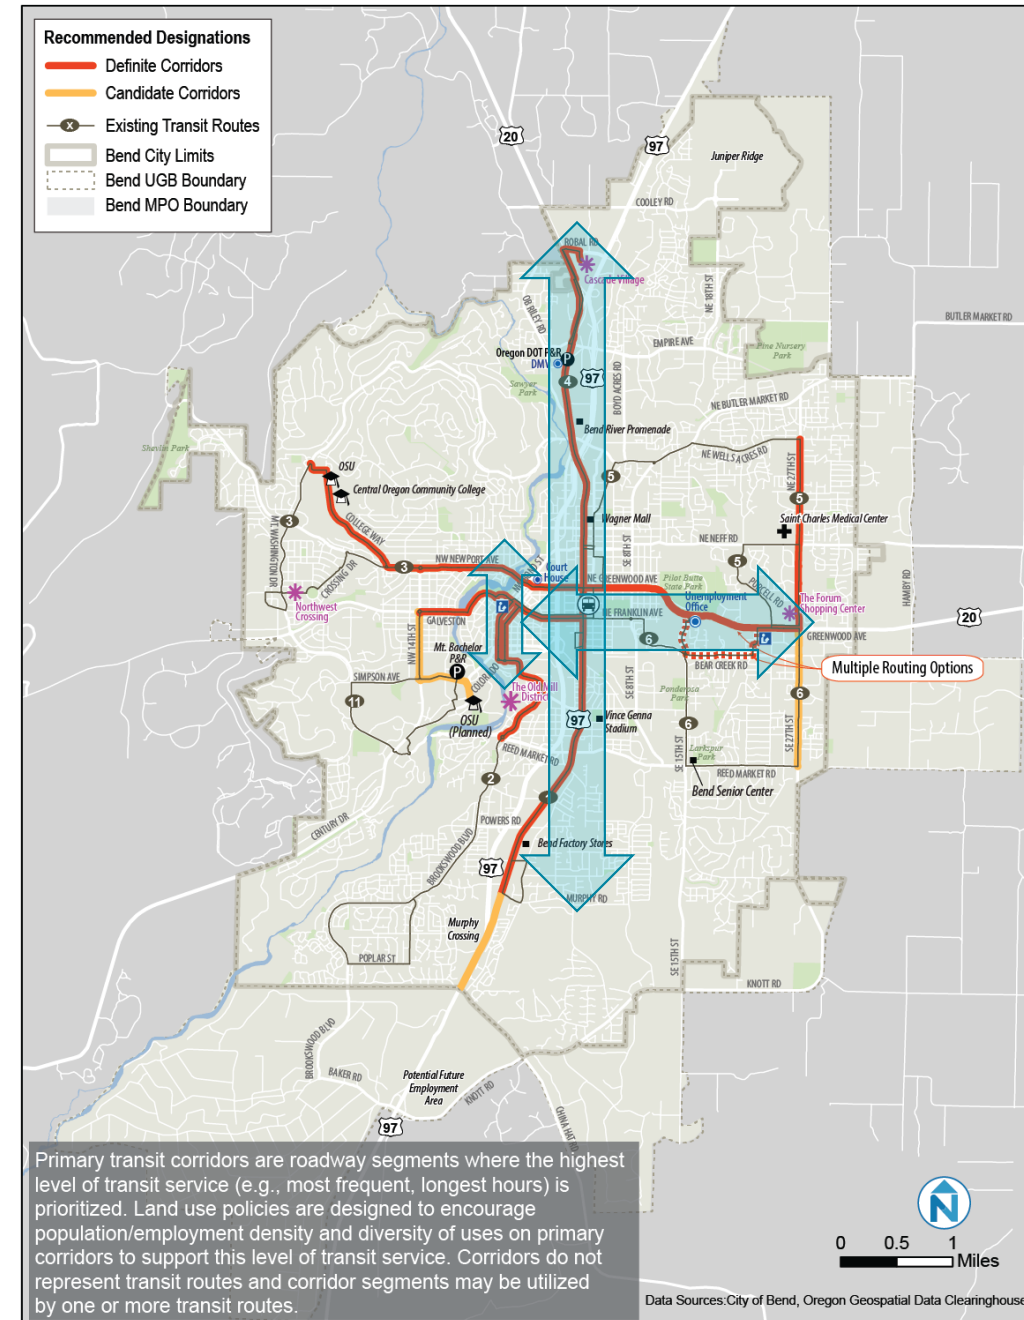 Recommended Designations
Definite Corridors
Candidate Corridors
X
Existing Transit Routes
Bend City Limits
Bend UGB Boundary
Bend MPO Boundary
20
97
Juniper Ridge
COOLEY RD
ROBAL RD
Cascade Village
OB RILEY RD
NE 18TH ST
BUTLER MARKET RD
EMPIRE AVE
Pine Nursery
Park
Oregon DOT P&R
P
DMV
4
97
BOYD ACRES RD
Sawyer
Park
NE BUTLER MARKET RD
Bend River Promenade
Shevlin Park
NE WELLS ACRES RD
NE 27TH ST
OSU
5
Central Oregon Community College
5
3
COLLEGE WAY
Wagner Mall
Saint Charles Medical Center
MT. WASHINGTON DR
SE 8TH ST
NE NEFF RD
NW NEWPORT AVE
3
CROSSING DR
Court
House
NE GREENWOOD AVE
Pilot Butte
State Park
5
PURCELL RD
HAMBY RD
Northwest
Crossing
Unemployment
Office
The Forum
Shopping Center
20
GALVESTON
NE FRANKLIN AVE
6
GREENWOOD AVE
NW 14TH ST
Mt. Bachelor
P&R
P
BEAR CREEK RD
Multiple Routing Options
SIMPSON AVE
COLORADO
The Old Mill
District
SE 8TH ST
Ponderosa
Park
6
11
OSU
(Planned)
97
Vince Genna
Stadium
6
SE 15TH ST
SE 27TH ST
REED MARKET RD
Larkspur
Park
REED MARKET RD
2
Bend Senior Center
1
CENTURY DR
POWERS RD
BROOKSWOOD BLVD
97
Bend Factory Stores
MURPHY RD
Murphy
Crossing
SE 15TH ST
POPLAR ST
KNOTT RD
BROOKSWOOD BLVD
BAKER RD
Potential Future
Employment
Area
KNOTT RD
97
CHINA HAT RD
Primary transit corridors are roadway segments where the highest
level of transit service (e.g., most frequent, longest hours) is
prioritized. Land use policies are designed to encourage
population/employment density and diversity of uses on primary
corridors to support this level of transit service. Corridors do not
represent transit routes and corridor segments may be utilized
by one or more transit routes.
N
0 0.5 1
Miles
Data Sources:City of Bend, Oregon Geospatial Data Clearinghouse